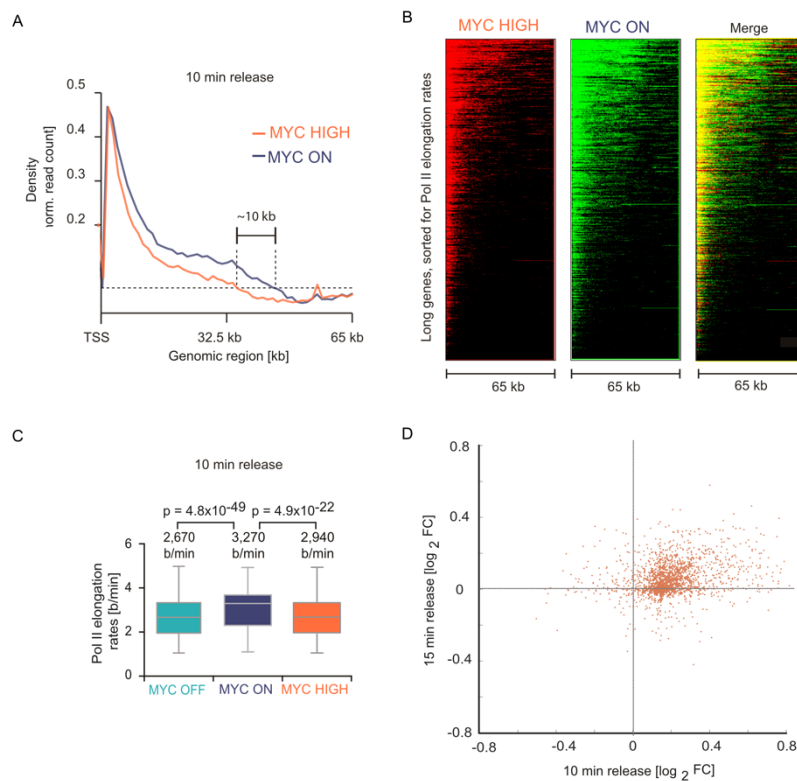 A
10 min release
0.5
0.4
0.3
0.2
Density
norm. read count]
MYC HIGH
MYC ON
~10 kb
TSS
32.5 kb
65 kb
Genomic region [kb]
B
MYC HIGH
MYC ON
Merge
Long genes, sorted for Pol II elongation rates
65 kb
65 kb
65 kb
C
10 min release
p = 4.8x10-49
p = 4.9x10-22
2,670
b/min
3,270
b/min
2,940
b/min
Pol II elongation
rates [b/min]
6
4
2
0
MYC OFF
MYC ON
MYC HIGH
D
0.8
0.4
0
-0.4
-0.8
15 min release [log 2 FC]
-0.8
-0.4
0
0.4
0.8
10 min release [log 2 FC]